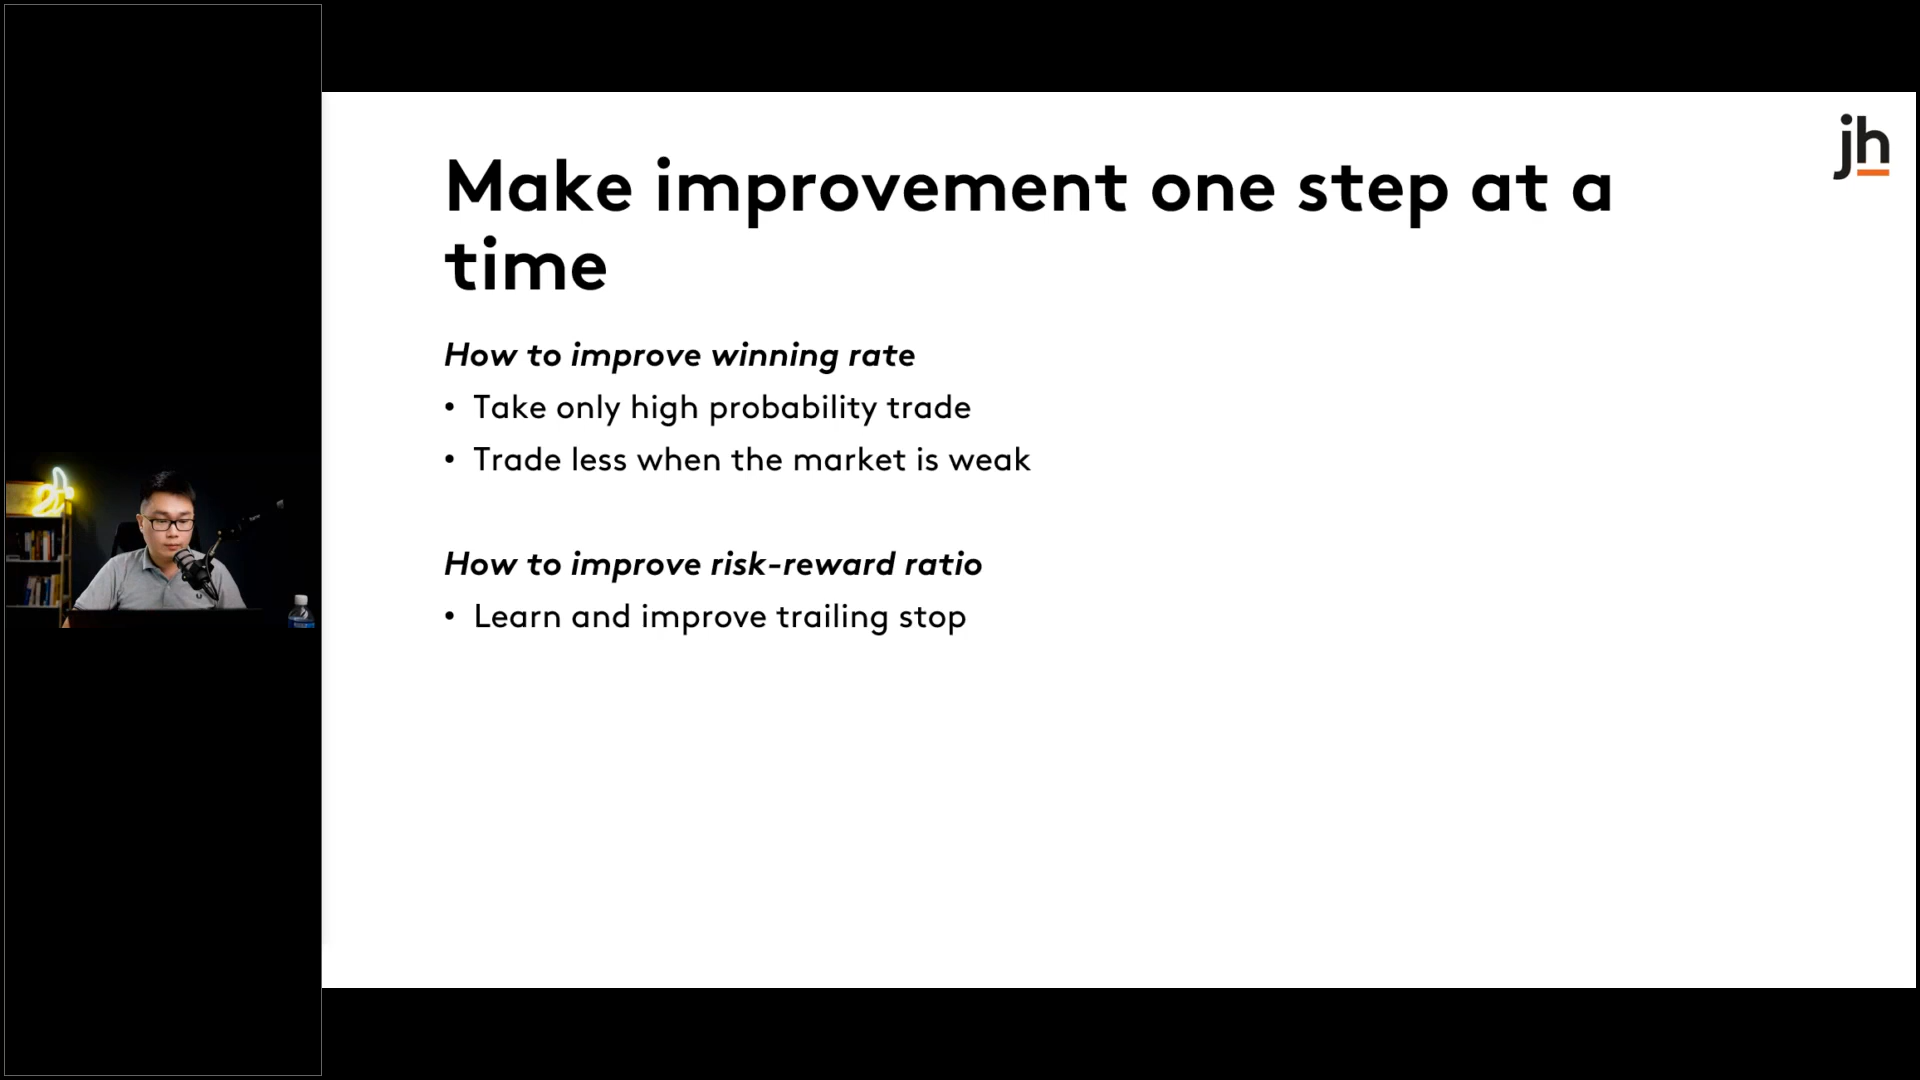 jh
Make improvement one step at a
time
How to improve winning rate
• Take only high probability trade
• Trade less when the market is weak
How to improve risk-reward ratio
• Learn and improve trailing stop